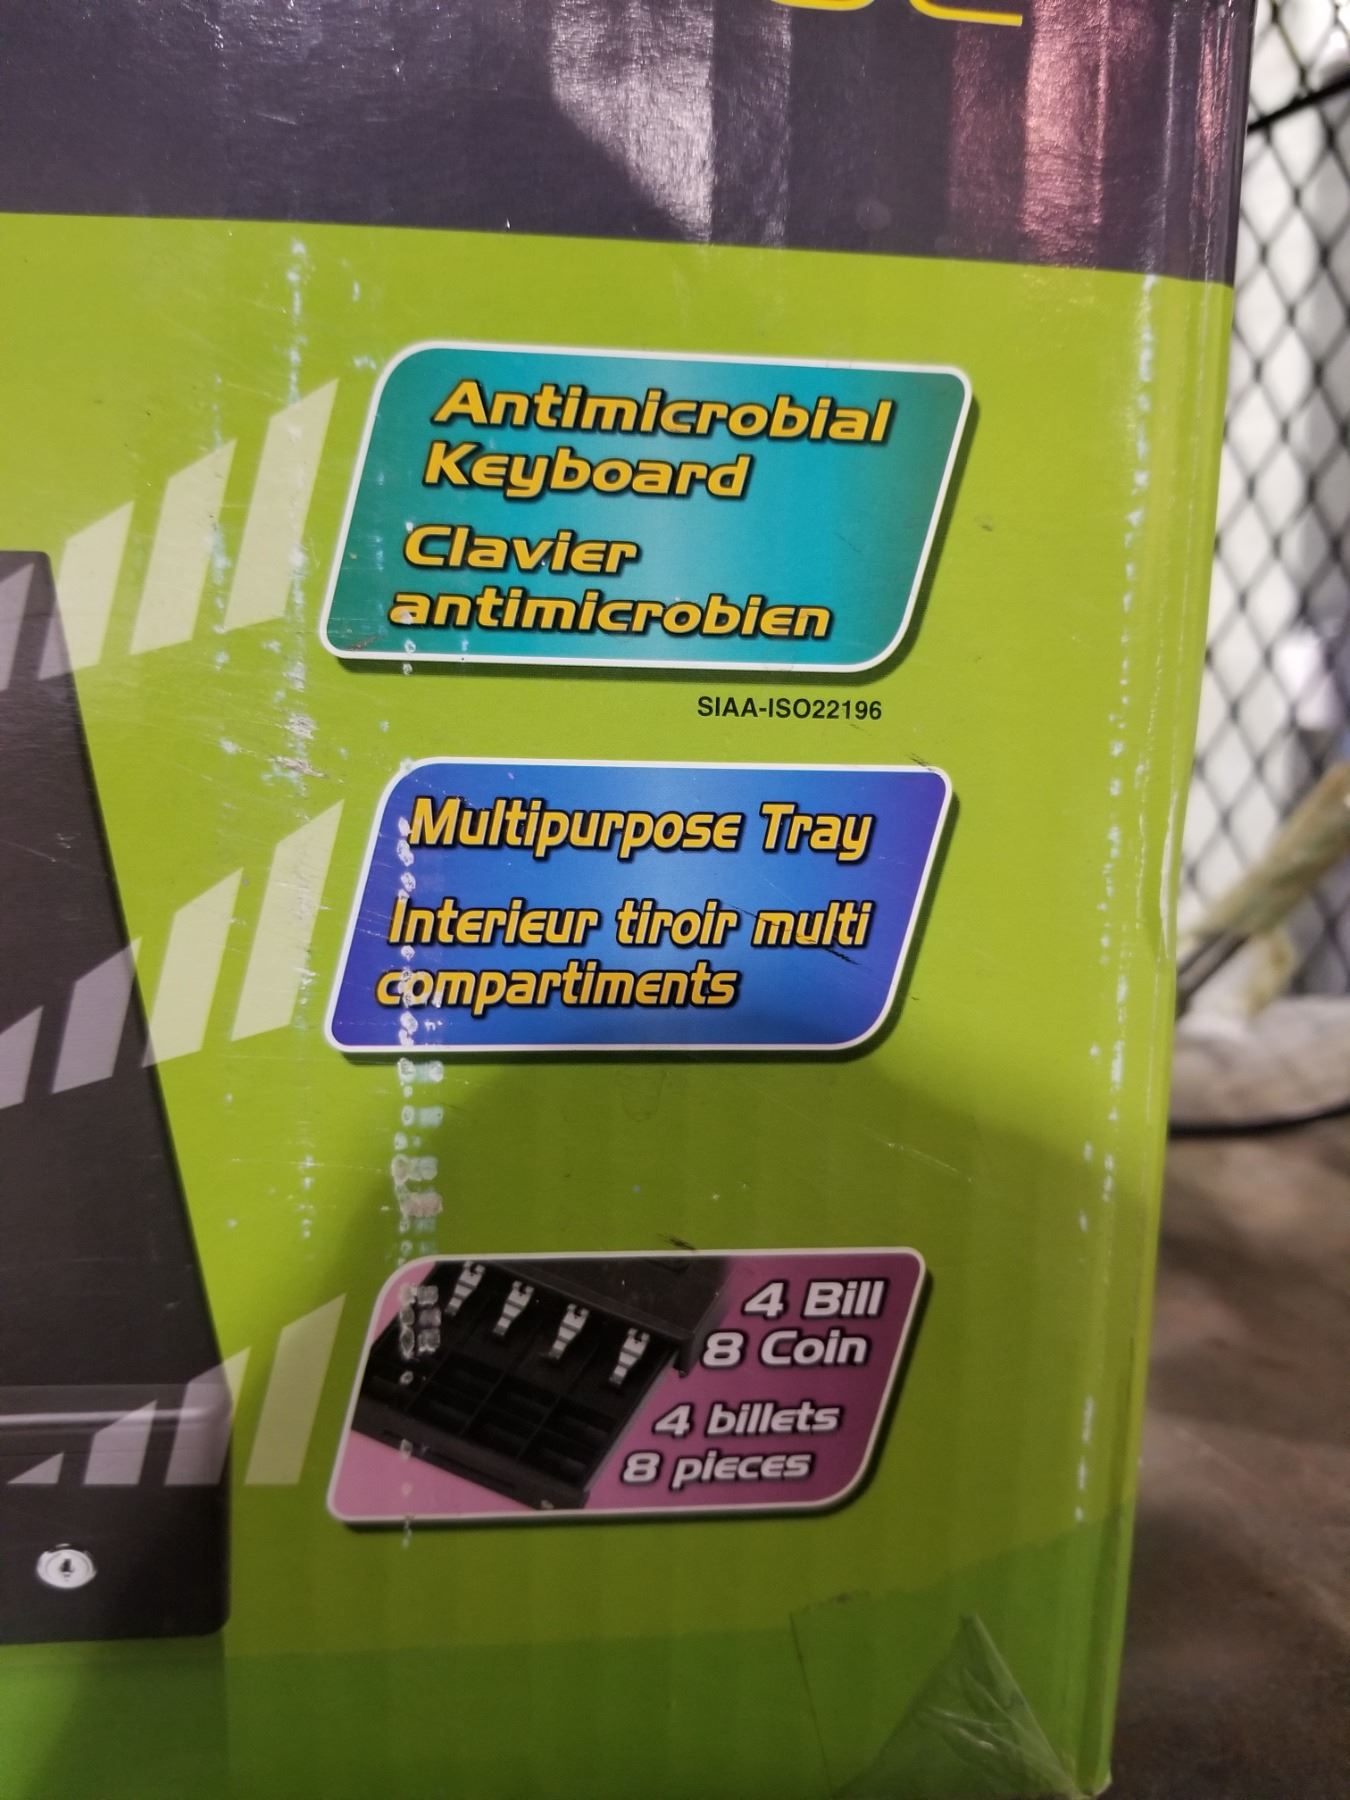 Antimicrobial
Keyboard
Clavier
antimicrobien
SIAA-ISO22196
Multipurpose Tray
Interieur tiroir multi
compartiments
4 Bill
8 Coin
4 billets
8 pieces